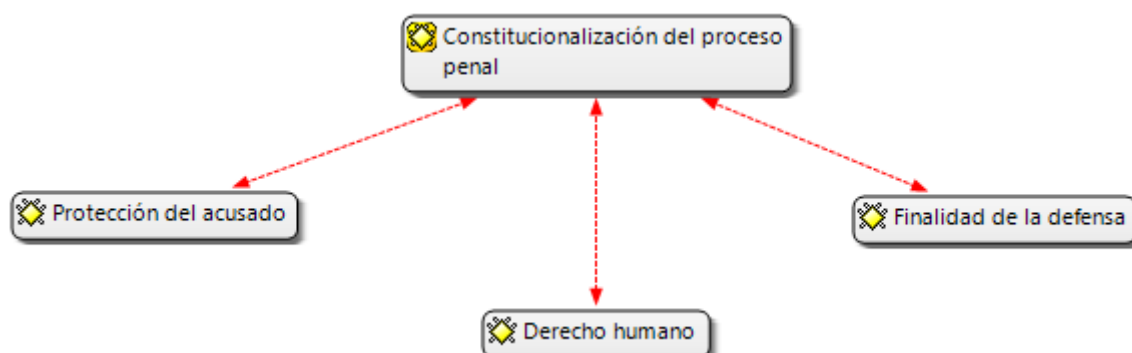 Constitucionalización del proceso
penal
Protección del acusado
Finalidad de la defensa
Derecho humano